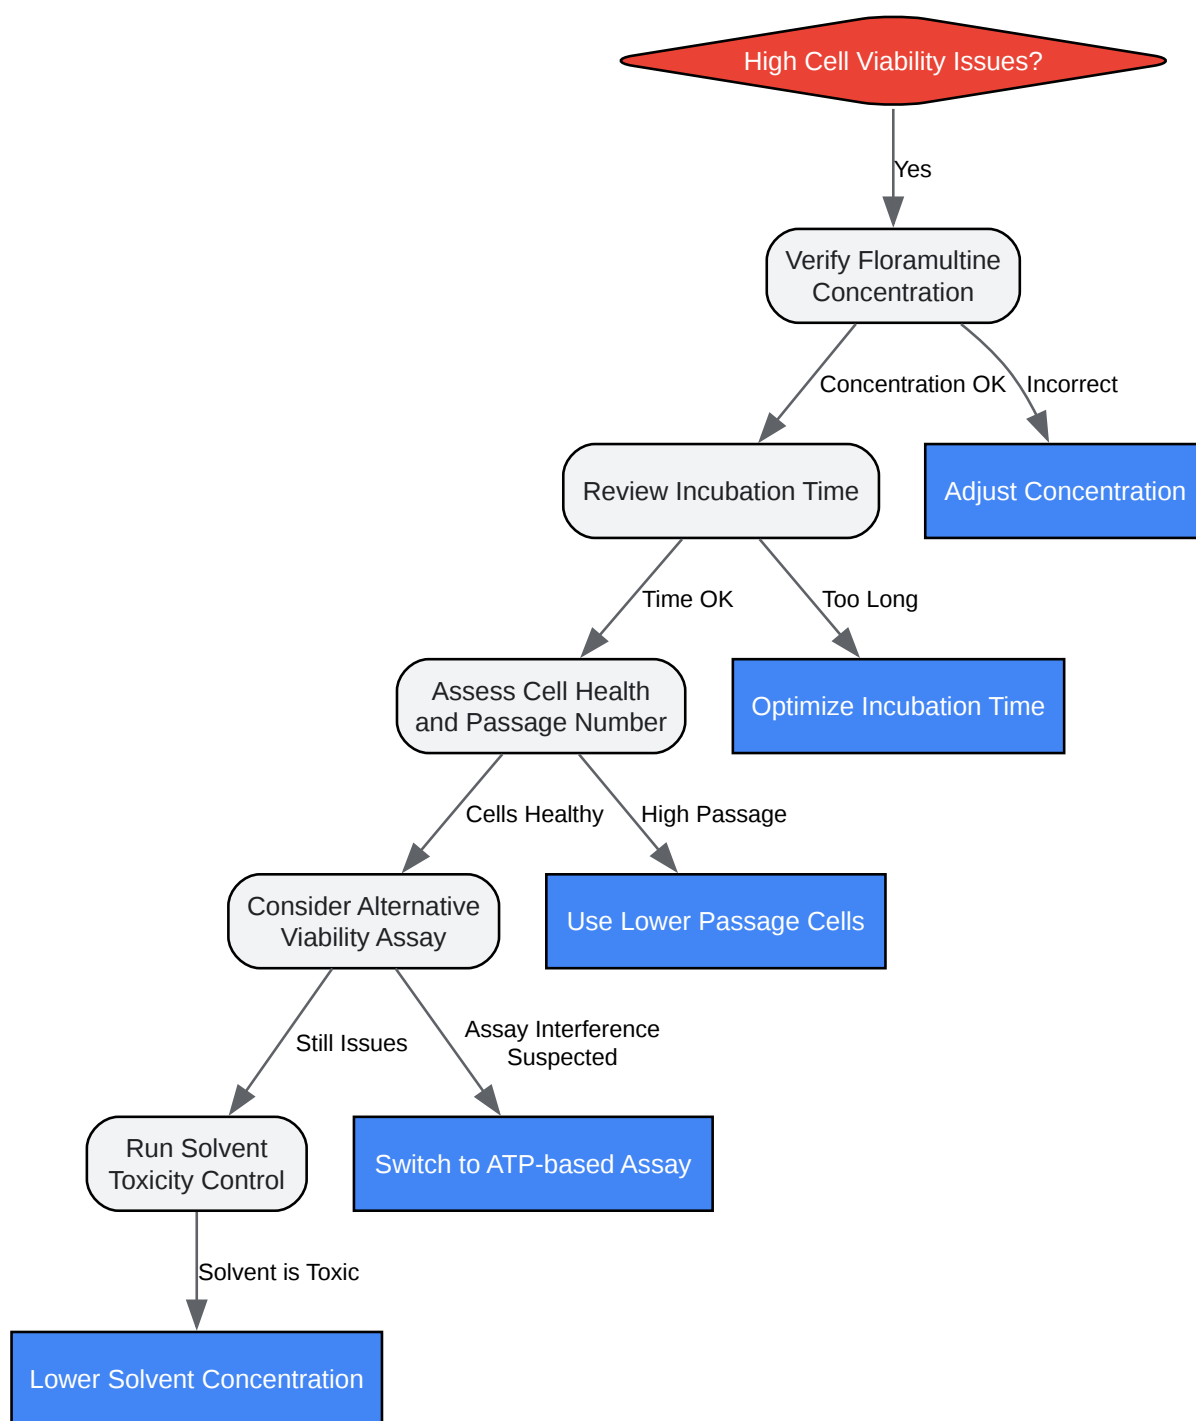 High Cell Viability Issues?
Yes
Verify Floramultine
Concentration
Concentration OK
Incorrect
Review Incubation Time
Adjust Concentration
Time OK
Too Long
Assess Cell Health
and Passage Number
Optimize Incubation Time
Cells Healthy
High Passage
Consider Alternative
Viability Assay
Use Lower Passage Cells
Still Issues
Assay Interference
Suspected
Run Solvent
Toxicity Control
Switch to ATP-based Assay
Solvent is Toxic
Lower Solvent Concentration